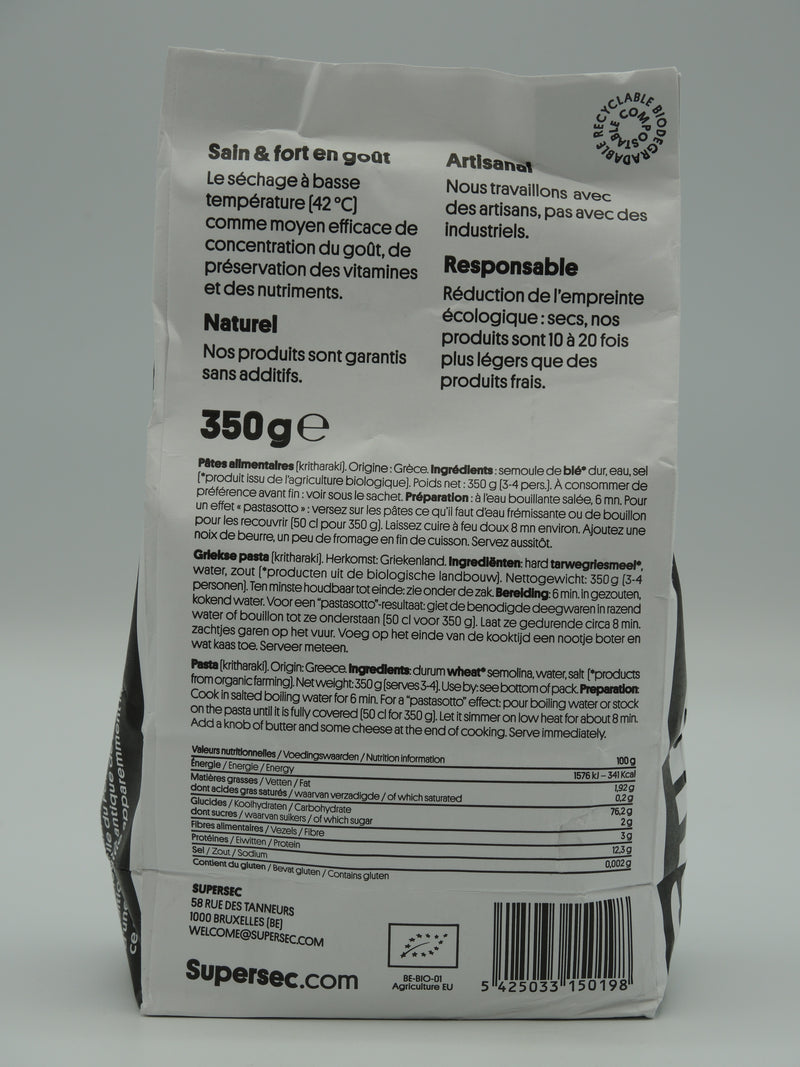 RECYCLABLE BIODEGRADABLE
COMPOSTABLE
Sain & fort en goût
Le séchage à basse
température (42 °C)
comme moyen efficace de
concentration du goût, de
préservation des vitamines
et des nutriments.
Naturel
Nos produits sont garantis
sans additifs.
Artisanal
Nous travaillons avec
des artisans, pas avec des
industriels.
Responsable
Réduction de l'empreinte
écologique : secs, nos
produits sont 10 à 20 fois
plus légers que des
produits frais.
350 g e
Pâtes alimentaires (kritharaki). Origine : Grèce. Ingrédients : semoule de blé* dur, eau, sel
(*produit issu de l'agriculture biologique). Poids net : 350 g (3-4 pers.). À consommer de
préférence avant fin : voir sous le sachet. Préparation : à l'eau bouillante salée, 6 mn. Pour
un effet « pastasotto » : versez sur les pâtes ce qu'il faut d'eau frémissante ou de bouillon
pour les recouvrir (50 cl pour 350 g). Laissez cuire à feu doux 8 mn environ. Ajoutez une
noix de beurre, un peu de fromage en fin de cuisson. Servez aussitôt.
Griekse pasta (kritharaki). Herkomst: Griekenland. Ingrediënten: hard tarwegriesmeel*,
water, zout (*producten uit de biologische landbouw). Nettogewicht: 350 g (3-4
personen). Ten minste houdbaar tot einde: zie onder de zak. Bereiding: 6 min. in gezouten,
kokend water. Voor een "pastasotto"-resultaat: giet de benodigde deegwaren in razend
water of bouillon tot ze onderstaan (50 cl voor 350 g). Laat ze gedurende circa 8 min.
zachtjes garen op het vuur. Voeg op het einde van de kooktijd een nootje boter en
wat kaas toe. Serveer meteen.
Pasta (kritharaki). Origin: Greece. Ingredients: durum wheat* semolina, water, salt (*products
from organic farming). Net weight: 350 g (serves 3-4). Use by: see bottom of pack. Preparation:
Cook in salted boiling water for 6 min. For a "pastasotto" effect: pour boiling water or stock
on the pasta until it is fully covered (50 cl for 350 g). Let it simmer on low heat for about 8 min.
Add a knob of butter and some cheese at the end of cooking. Serve immediately.
Valeurs nutritionnelles / Voedingswaarden / Nutrition information 100 g
Énergie / Energie / Energy 1576 kJ – 341 Kcal
Matières grasses / Vetten / Fat 1,92 g
dont acides gras saturés / waarvan verzadigde / of which saturated 0,2 g
Glucides / Koolhydraten / Carbohydrate 76,2 g
dont sucres / waarvan suikers / of which sugar 2 g
Fibres alimentaires / Vezels / Fibre 3 g
Protéines / Eiwitten / Protein 12,3 g
Sel / Zout / Sodium 0,002 g
Contient du gluten / Bevat gluten / Contains gluten
SUPERSEC
58 RUE DES TANNEURS
1000 BRUXELLES (BE)
WELCOME@SUPERSEC.COM
Supersec.com
BE-BIO-01
Agriculture EU
5 425033 150198